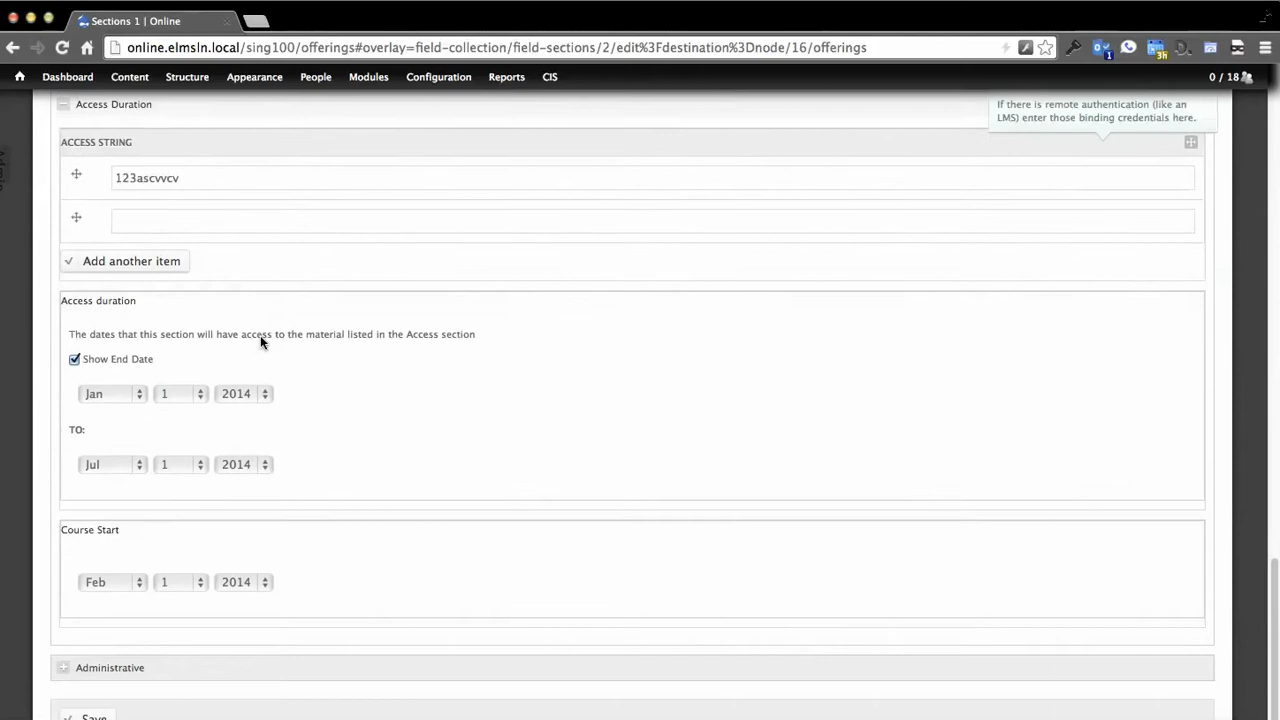 Sections 1 | Online
online.elmsln.local/sing100/offerings#overlay=field-collection/field-sections/2/edit%3Fdestination%3Dnode/16/offerings
1
3h
Dashboard Content Structure Appearance People Modules Configuration Reports CIS 0 / 18
Admin
Access Duration
If there is remote authentication (like an
LMS) enter those binding credentials here.
ACCESS STRING
123ascvvcv
Add another item
Access duration
The dates that this section will have access to the material listed in the Access section
Show End Date
Jan 1 2014
TO:
Jul 1 2014
Course Start
Feb 1 2014
Administrative
Save